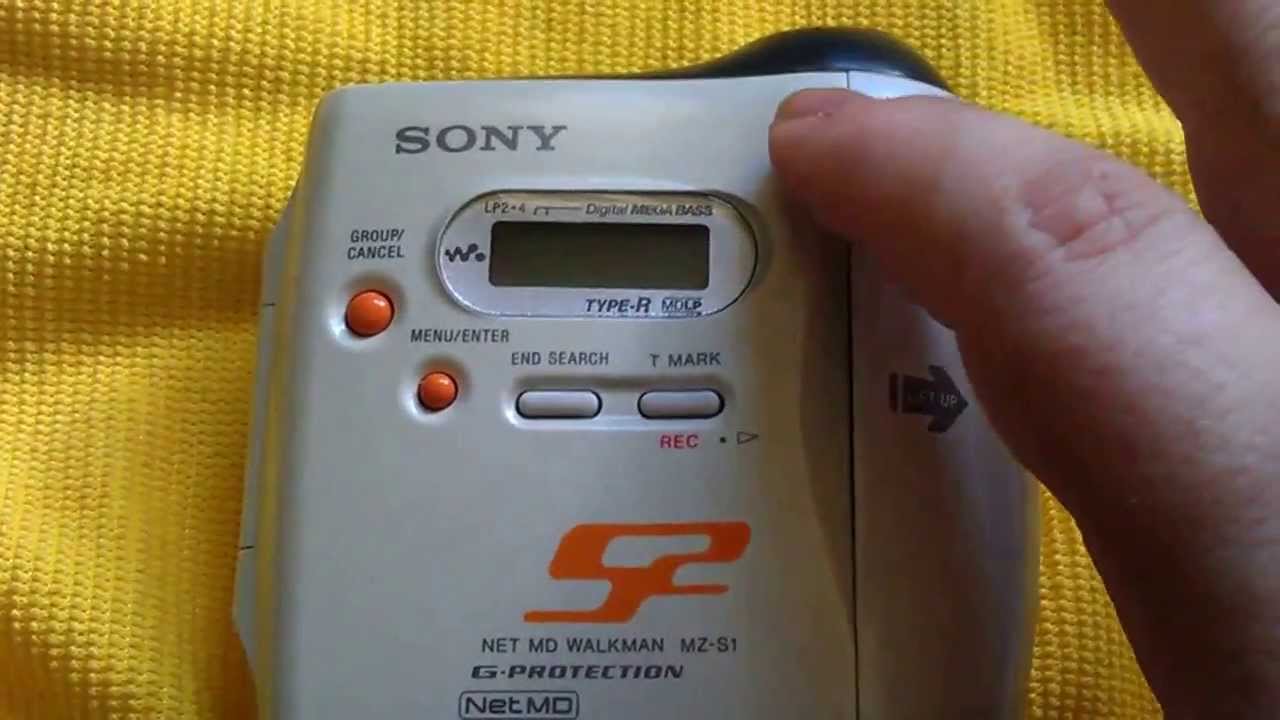 SONY
LP2•4 Digital MEGA BASS
GROUP/
CANCEL
TYPE-R MDLP
MENU/ENTER
END SEARCH T MARK
REC
S2
NET MD WALKMAN MZ-S1
G-PROTECTION
NetMD